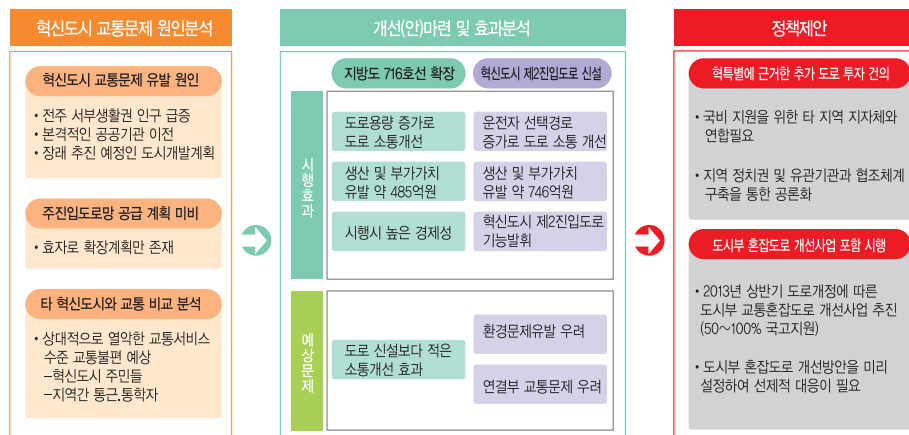 혁신도시 교통문제 원인분석
혁신도시 교통문제 유발 원인
• 전주 서부생활권 인구 급증
• 본격적인 공공기관 이전
• 장래 추진 예정인 도시개발계획
주진입도로망 공급 계획 미비
• 효자로 확장계획만 존재
타 혁신도시와 교통 비교 분석
• 상대적으로 열악한 교통서비스
수준 교통불편 예상
–혁신도시 주민들
–지역간 통근.통학자
개선(안)마련 및 효과분석
지방도 716호선 확장
혁신도시 제2진입도로 신설
시행효과
도로용량 증가로
도로 소통개선
운전자 선택경로
증가로 도로 소통 개선
생산 및 부가가치
유발 약 485억원
생산 및 부가가치
유발 약 746억원
시행시 높은 경제성
혁신도시 제2진입도로
기능발휘
예상문제
도로 신설보다 적은
소통개선 효과
환경문제유발 우려
연결부 교통문제 우려
정책제안
혁특별에 근거한 추가 도로 투자 건의
• 국비 지원을 위한 타 지역 지자체와
연합필요
• 지역 정치권 및 유관기관과 협조체계
구축을 통한 공론화
도시부 혼잡도로 개선사업 포함 시행
• 2013년 상반기 도로개정에 따른
도시부 교통혼잡도로 개선사업 추진
(50~100% 국고지원)
• 도시부 혼잡도로 개선방안을 미리
설정하여 선제적 대응이 필요